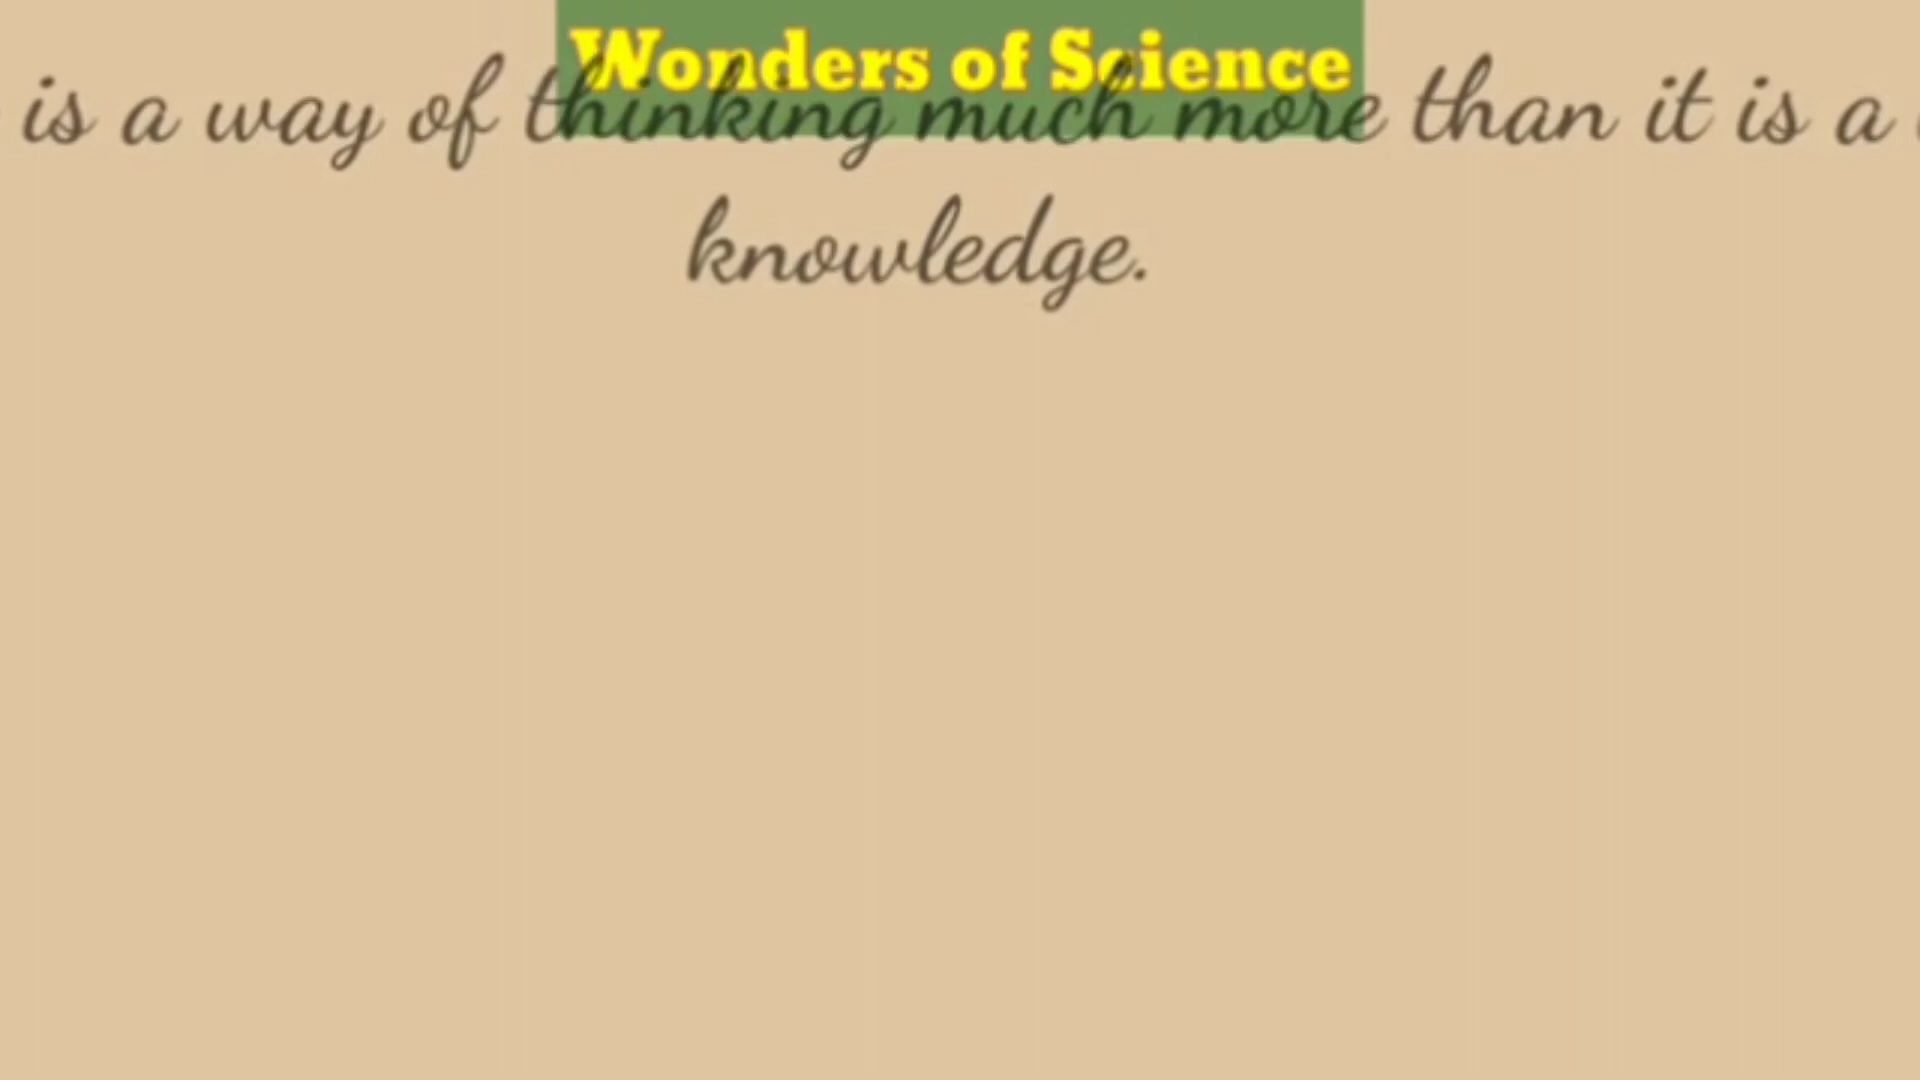 Wonders of Science
is a way of thinking much more than it is a
knowledge.